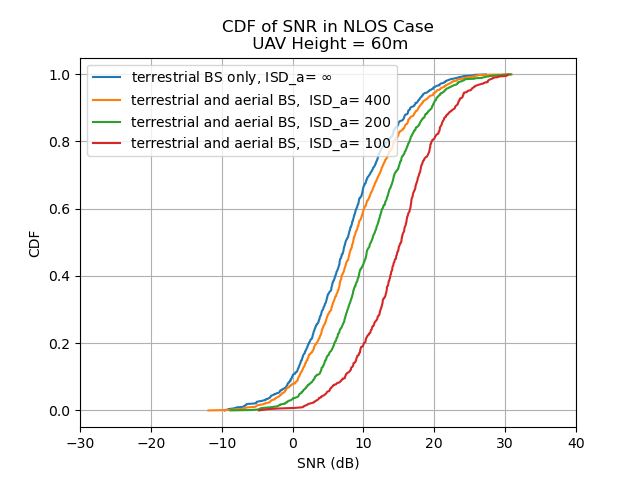 CDF of SNR in NLOS Case
UAV Height = 60m
1.0
0.8
0.6
0.4
0.2
0.0
CDF
terrestrial BS only, ISD_a= ∞
terrestrial and aerial BS,  ISD_a= 400
terrestrial and aerial BS,  ISD_a= 200
terrestrial and aerial BS,  ISD_a= 100
−30 −20 −10 0 10 20 30 40
SNR (dB)